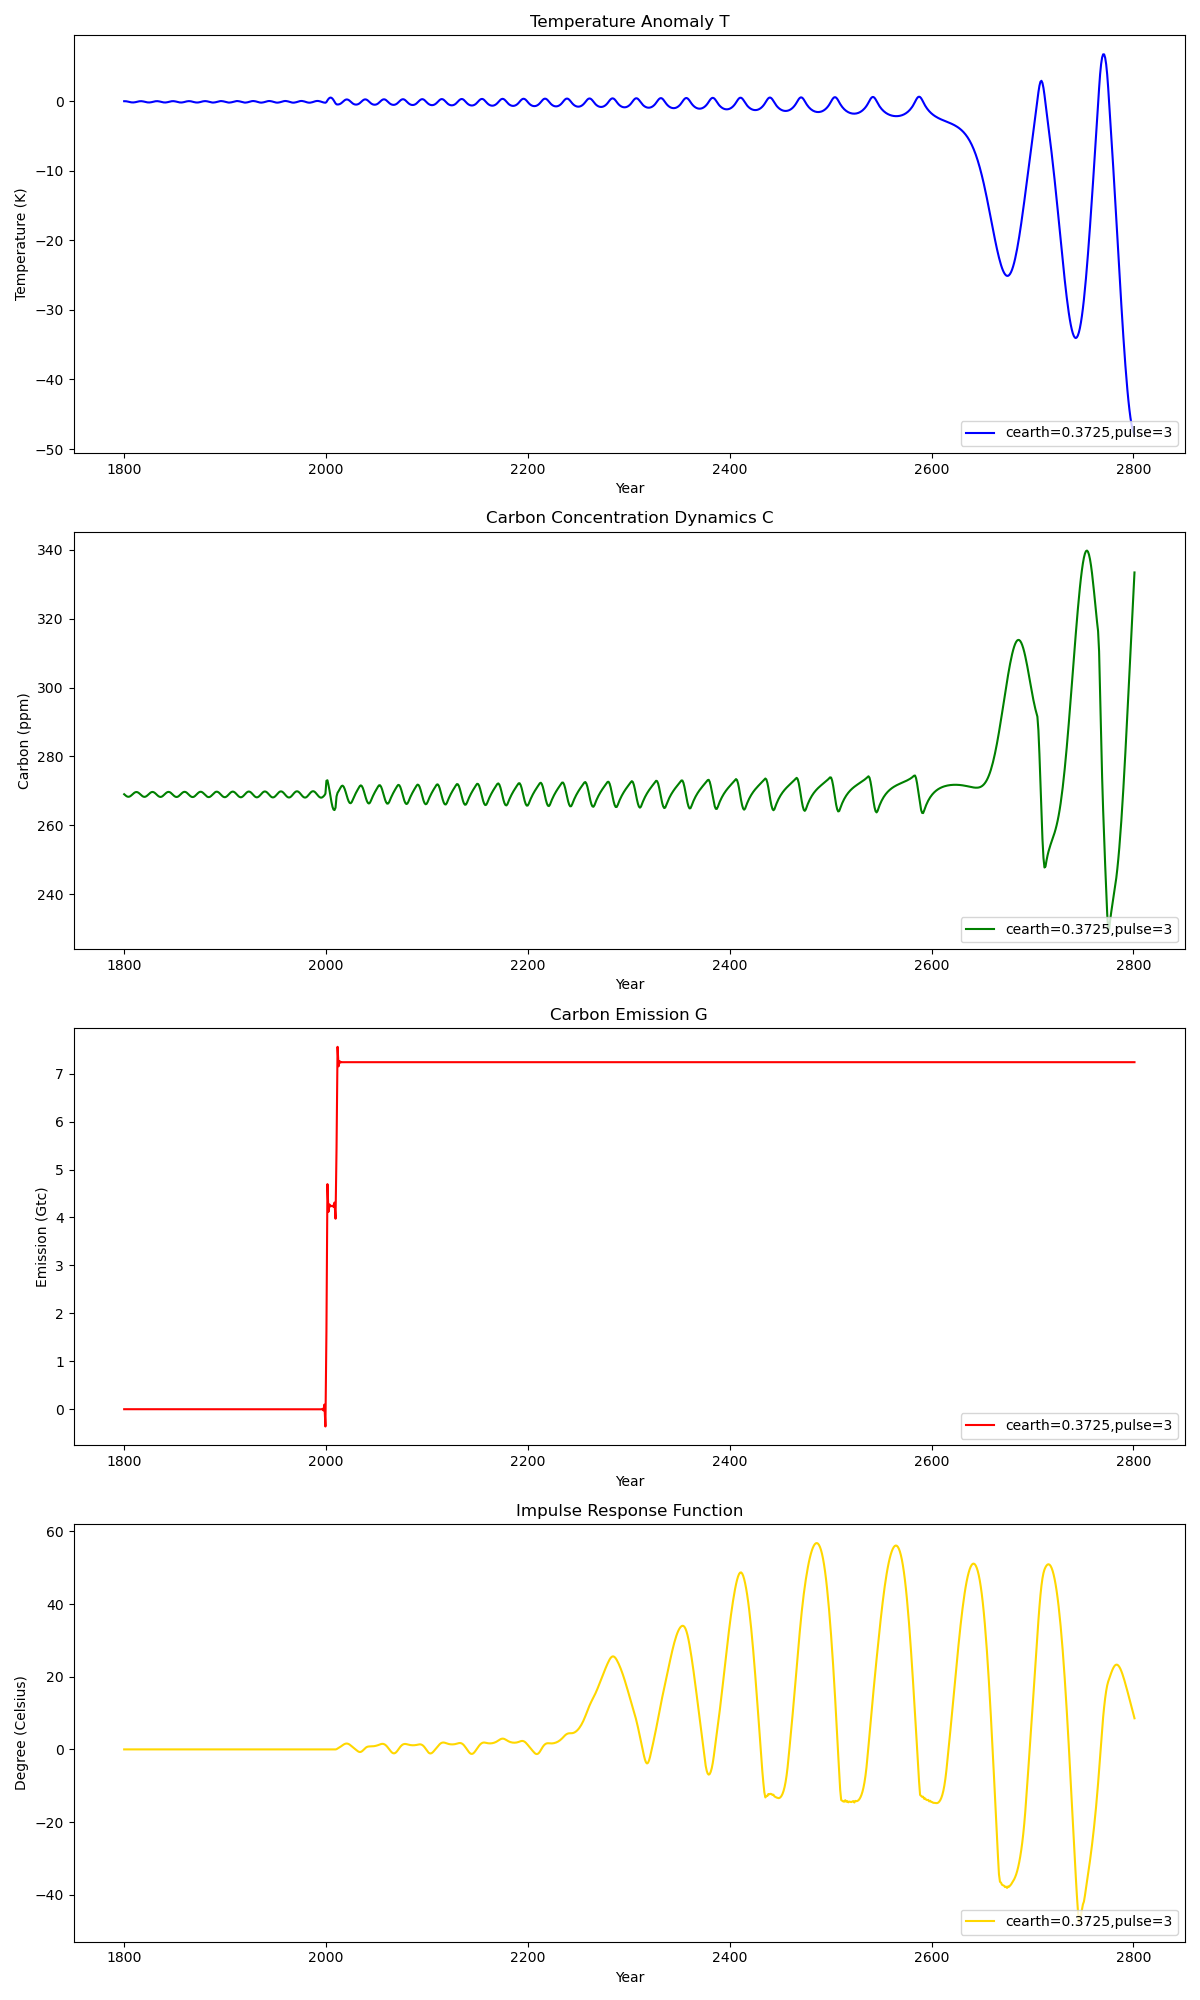 Temperature Anomaly T
Temperature (K)
0
−10
−20
−30
−40
−50
cearth=0.3725,pulse=3
1800 2000 2200 2400 2600 2800
Year
Carbon Concentration Dynamics C
Carbon (ppm)
340
320
300
280
260
240
cearth=0.3725,pulse=3
1800 2000 2200 2400 2600 2800
Year
Carbon Emission G
Emission (Gtc)
7
6
5
4
3
2
1
0
cearth=0.3725,pulse=3
1800 2000 2200 2400 2600 2800
Year
Impulse Response Function
Degree (Celsius)
60
40
20
0
−20
−40
cearth=0.3725,pulse=3
1800 2000 2200 2400 2600 2800
Year